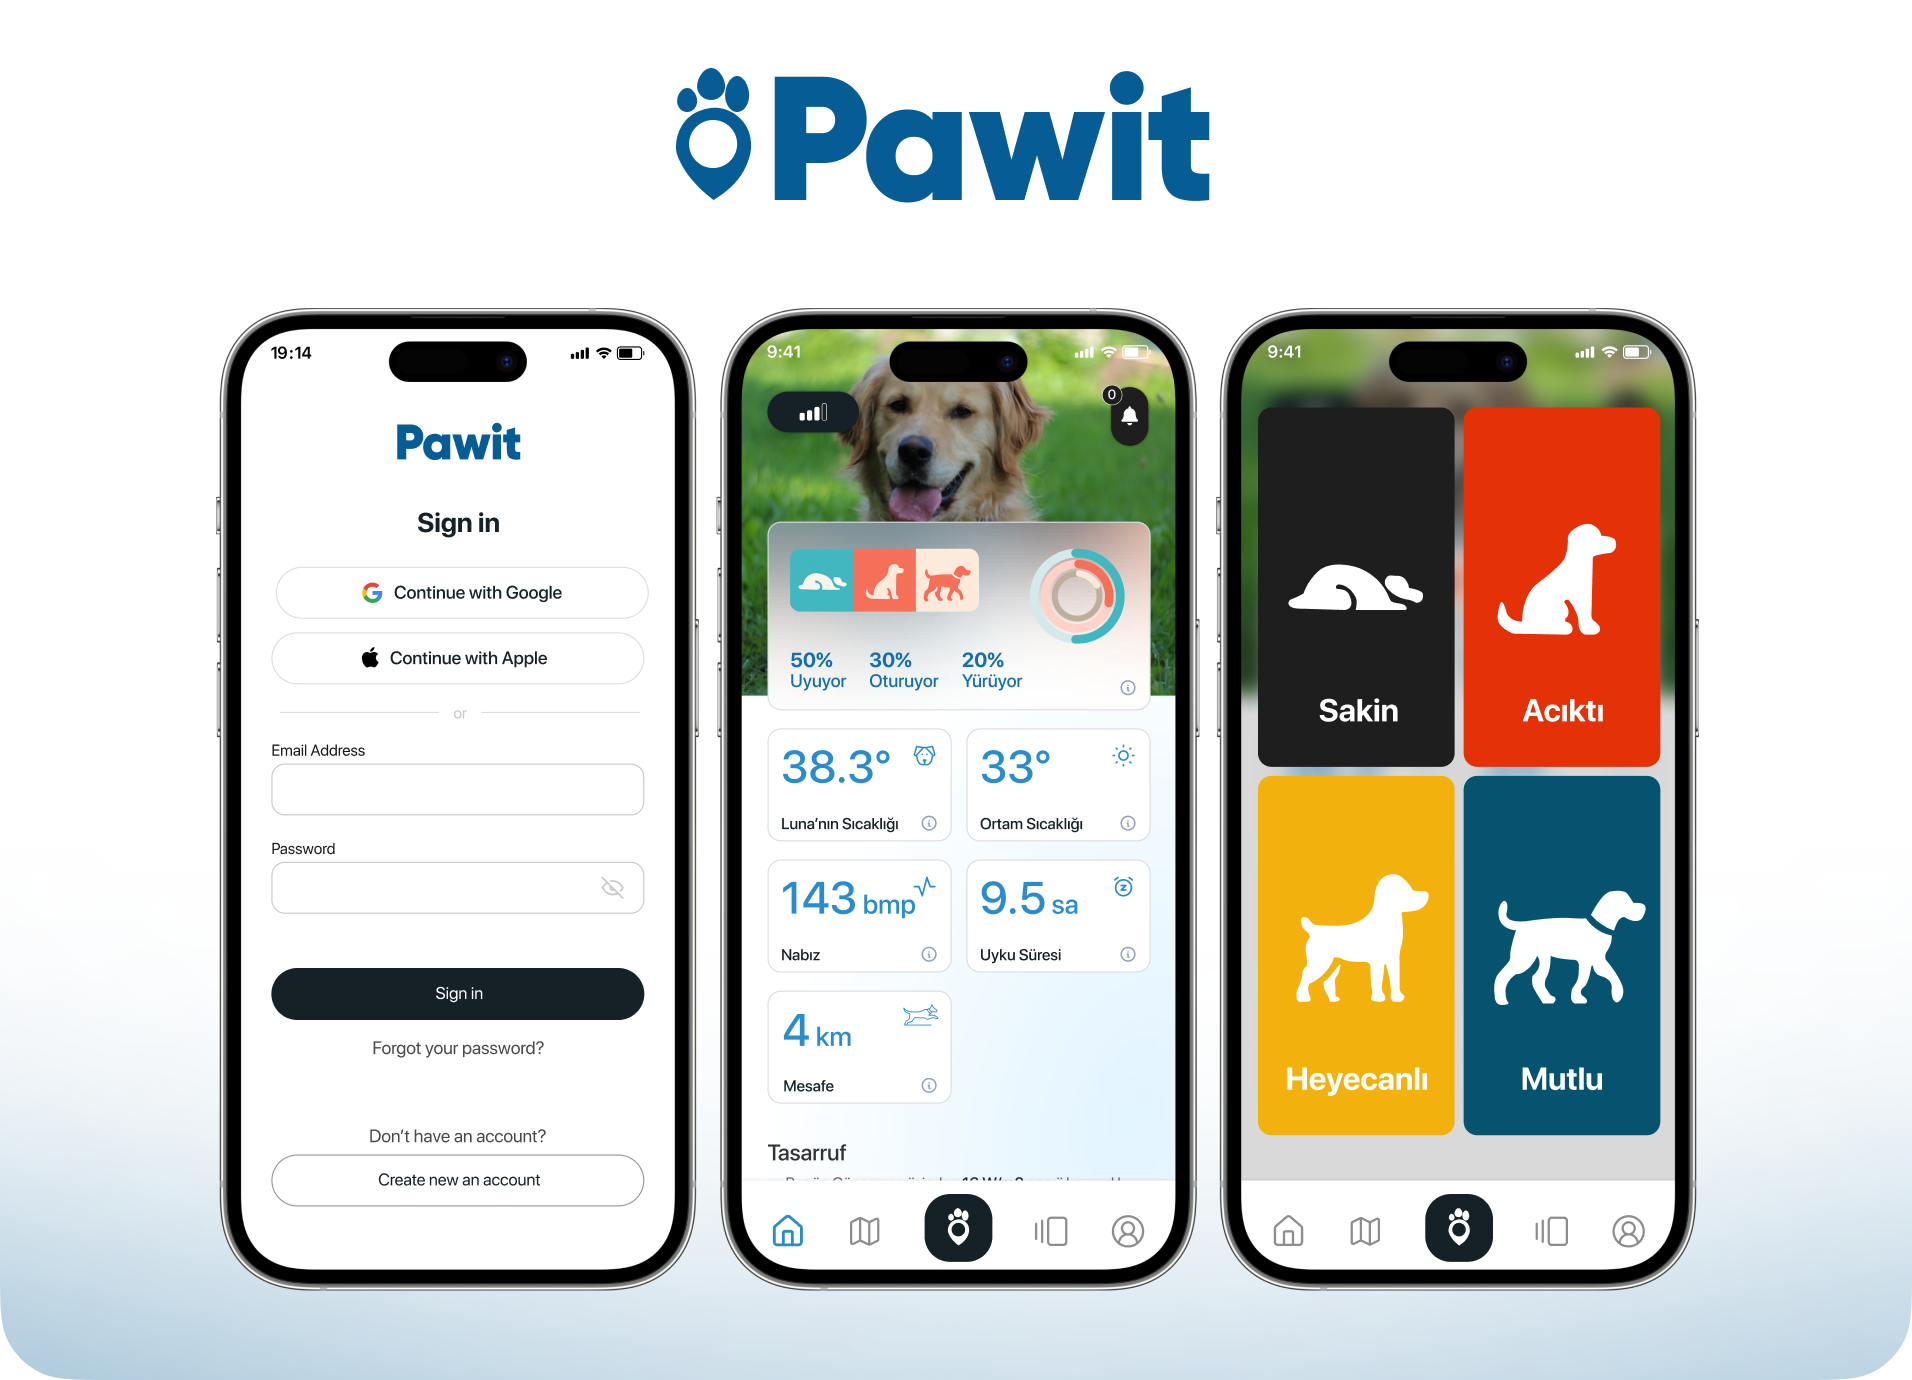 Pawit
19:14
Pawit
Sign in
Continue with Google
Continue with Apple
or
Email Address
Password
Sign in
Forgot your password?
Don't have an account?
Create new an account
9:41
0
50% 30% 20%
Uyuyor Oturuyor Yürüyor
38.3° 33°
Luna'nın Sıcaklığı Ortam Sıcaklığı
143 bmp 9.5 sa
Nabız Uyku Süresi
4 km
Mesafe
Tasarruf
9:41
Sakin Acıktı
Heyecanlı Mutlu